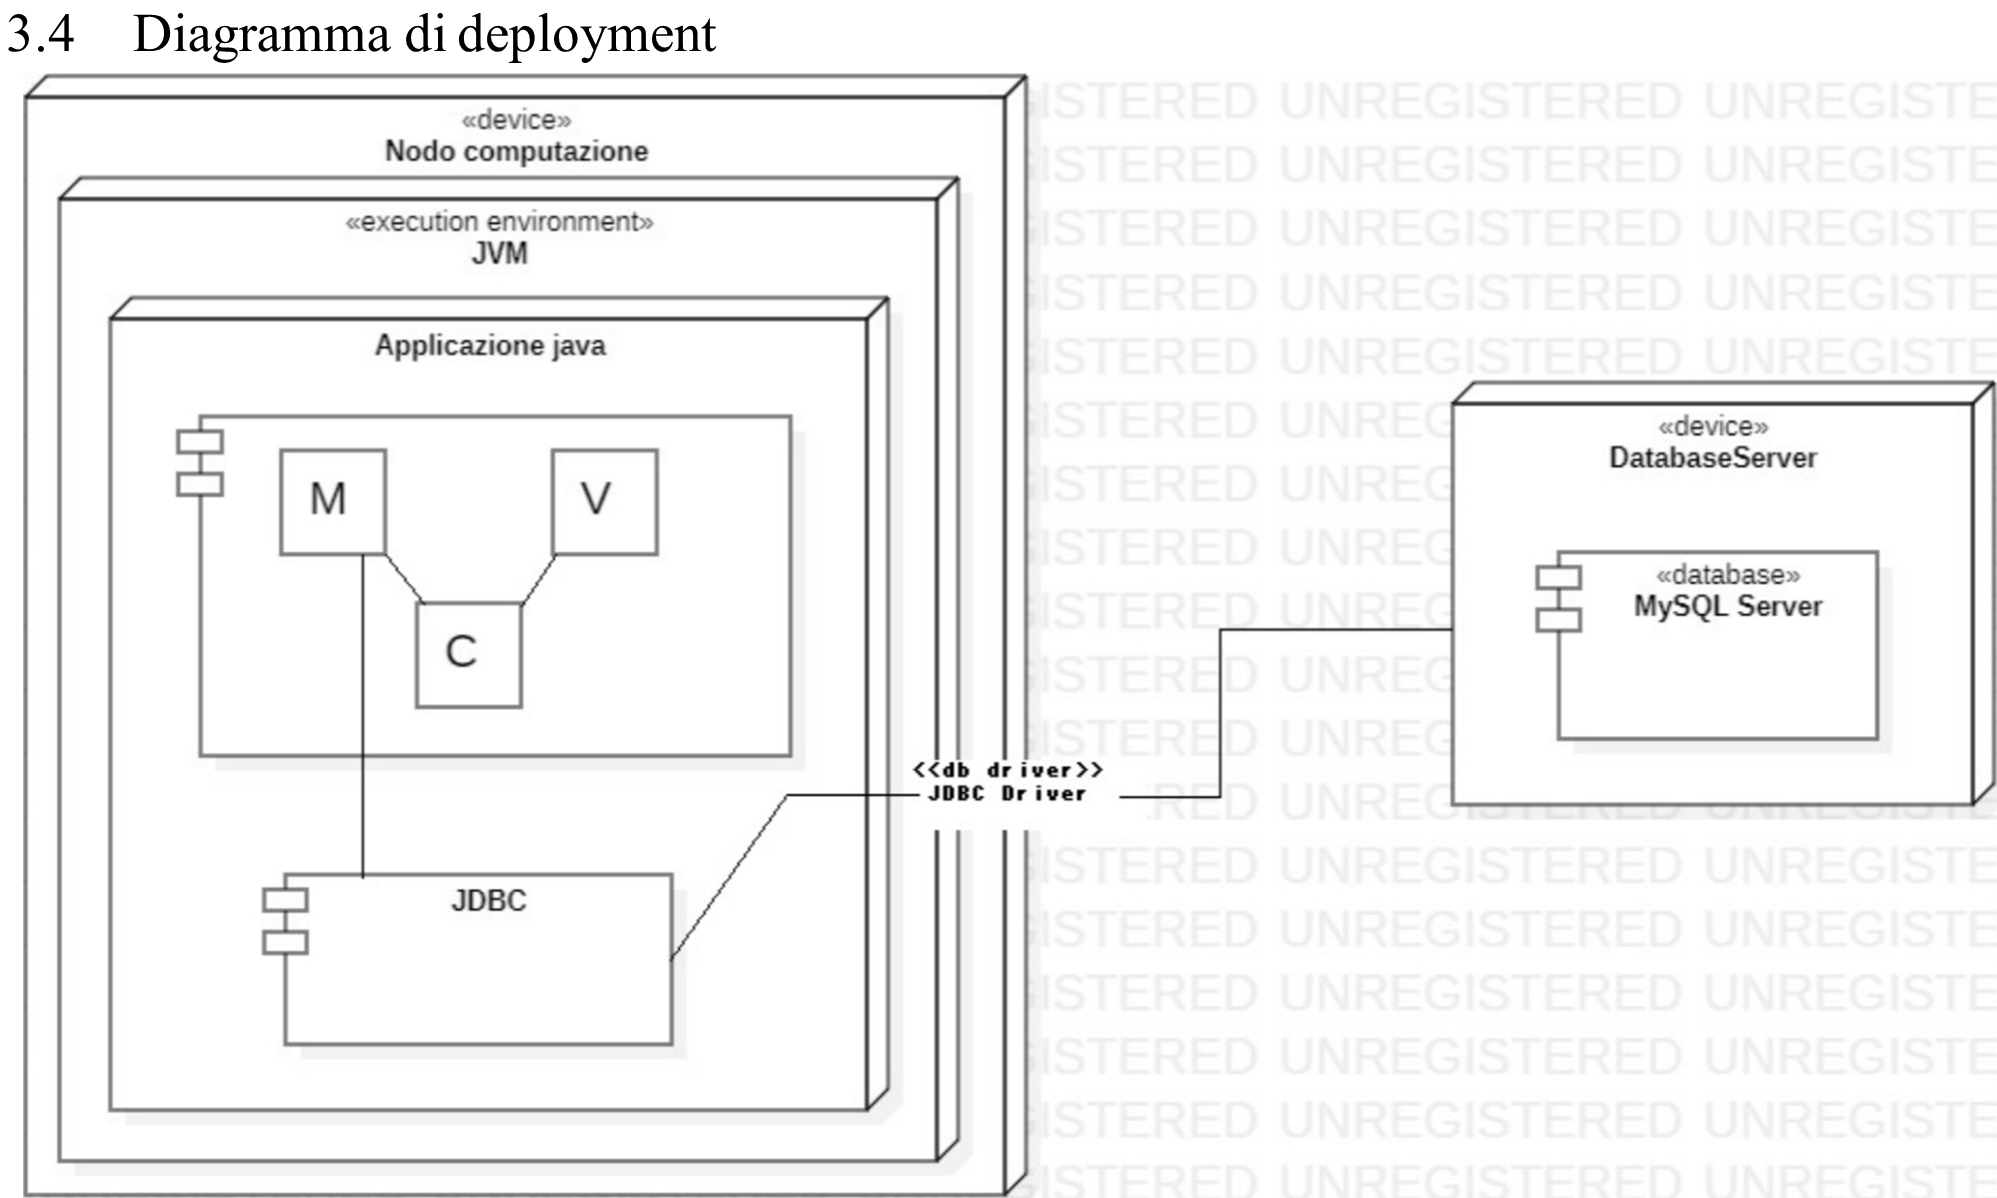 3.4 Diagramma di deployment
«device»
Nodo computazione
«execution environment»
JVM
Applicazione java
M
V
C
JDBC
<<db driver>>
JDBC Driver
«device»
DatabaseServer
«database»
MySQL Server
ISTERED UNREGISTERED UNREGISTE
ISTERED UNREGISTERED UNREGISTE
ISTERED UNREGISTERED UNREGISTE
ISTERED UNREGISTERED UNREGISTE
ISTERED UNREGISTERED UNREGISTE
ISTERED UNREG
ISTERED UNREG
ISTERED UNREG
ISTERED UNREG
ISTERED UNREG
ISTERED UNREG
RED UNREGISTERED UNREGISTE
ISTERED UNREGISTERED UNREGISTE
ISTERED UNREGISTERED UNREGISTE
ISTERED UNREGISTERED UNREGISTE
ISTERED UNREGISTERED UNREGISTE
ISTERED UNREGISTERED UNREGISTE
ISTERED UNREGISTERED UNREGISTE